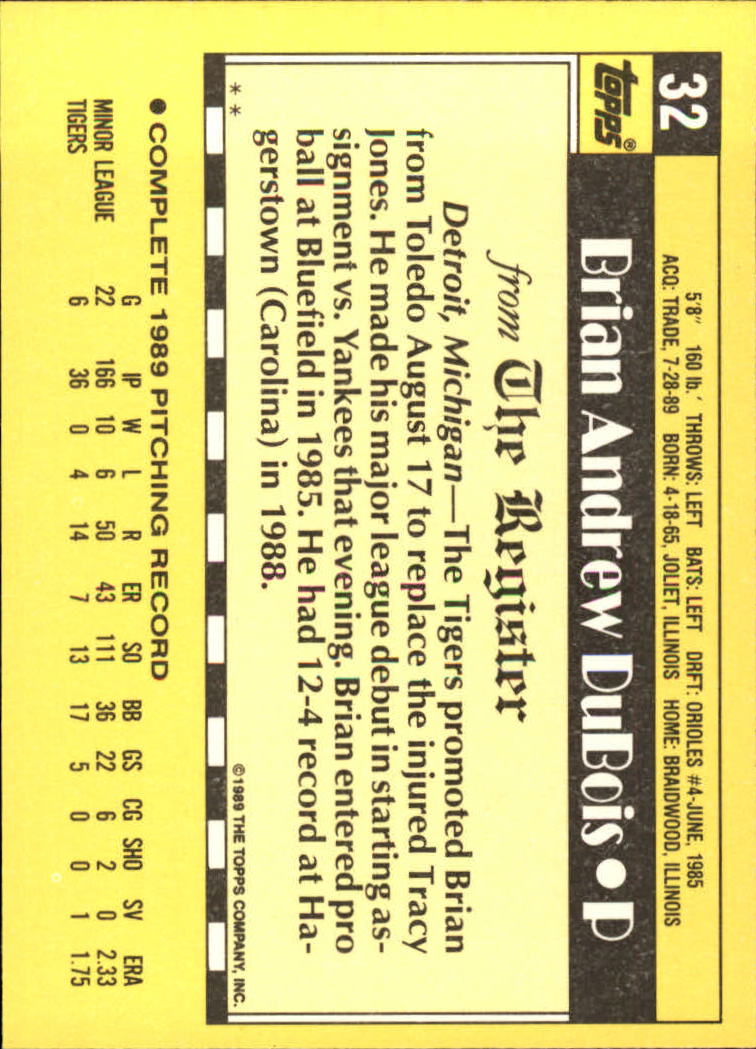 32
5'8" 160 lb. THROWS: LEFT BATS: LEFT DRFT: ORIOLES #4-JUNE, 1985
ACQ: TRADE, 7-28-89 BORN: 4-18-65, JOLIET, ILLINOIS HOME: BRAIDWOOD, ILLINOIS
topps®
Brian Andrew DuBois • P
from The Register
Detroit, Michigan—The Tigers promoted Brian
from Toledo August 17 to replace the injured Tracy
Jones. He made his major league debut in starting as-
signment vs. Yankees that evening. Brian entered pro
ball at Bluefield in 1985. He had 12-4 record at Ha-
gerstown (Carolina) in 1988.
* * ©1989 THE TOPPS COMPANY, INC.
● COMPLETE 1989 PITCHING RECORD
G IP W L R ER SO BB GS CG SHO SV ERA
MINOR LEAGUE 22 166 10 6 50 43 111 36 22 6 2 0 2.33
TIGERS 6 36 0 4 14 7 13 17 5 0 0 1 1.75